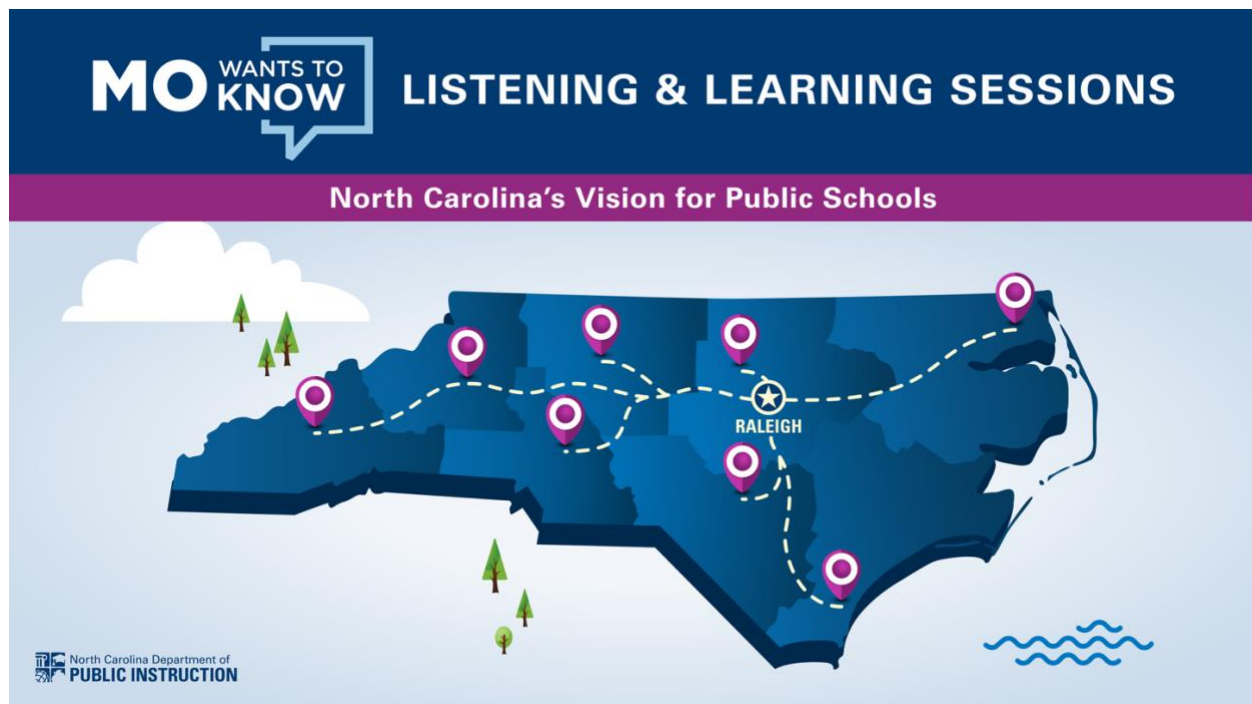 MO WANTS TO KNOW
LISTENING & LEARNING SESSIONS
North Carolina's Vision for Public Schools
RALEIGH
North Carolina Department of
PUBLIC INSTRUCTION